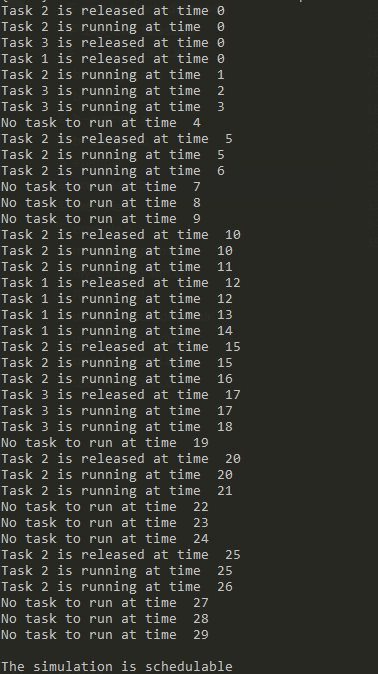 Task 2 is released at time 0
Task 2 is running at time  0
Task 3 is released at time 0
Task 1 is released at time 0
Task 2 is running at time  1
Task 3 is running at time  2
Task 3 is running at time  3
No task to run at time  4
Task 2 is released at time  5
Task 2 is running at time  5
Task 2 is running at time  6
No task to run at time  7
No task to run at time  8
No task to run at time  9
Task 2 is released at time  10
Task 2 is running at time  10
Task 2 is running at time  11
Task 1 is released at time  12
Task 1 is running at time  12
Task 1 is running at time  13
Task 1 is running at time  14
Task 2 is released at time  15
Task 2 is running at time  15
Task 2 is running at time  16
Task 3 is released at time  17
Task 3 is running at time  17
Task 3 is running at time  18
No task to run at time  19
Task 2 is released at time  20
Task 2 is running at time  20
Task 2 is running at time  21
No task to run at time  22
No task to run at time  23
No task to run at time  24
Task 2 is released at time  25
Task 2 is running at time  25
Task 2 is running at time  26
No task to run at time  27
No task to run at time  28
No task to run at time  29
The simulation is schedulable